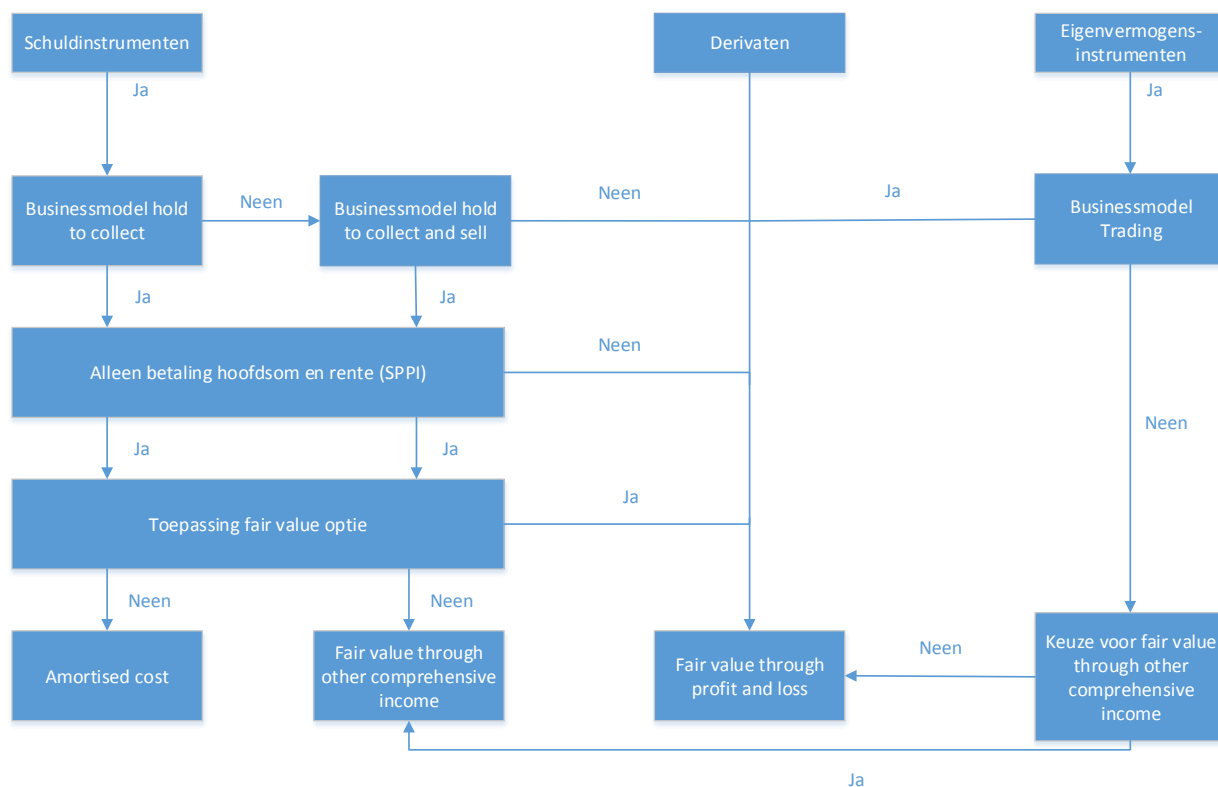 Schuldinstrumenten
Derivaten
Eigenvermogens-
instrumenten
Ja
Ja
Businessmodel hold
to collect
Neen
Businessmodel hold
to collect and sell
Neen
Ja
Businessmodel
Trading
Ja
Ja
Alleen betaling hoofdsom en rente (SPPI)
Neen
Neen
Ja
Ja
Toepassing fair value optie
Ja
Neen
Neen
Amortised cost
Fair value through
other comprehensive
income
Fair value through
profit and loss
Neen
Keuze voor fair value
through other
comprehensive
income
Ja